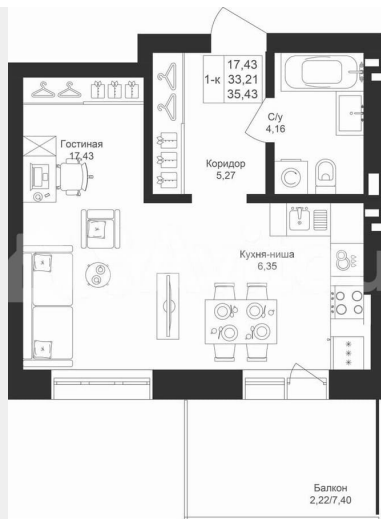 17,43
1-к 33,21
35,43
С/у
4,16
Гостиная
17,43
Коридор
5,27
Кухня-ниша
6,35
Балкон
2,22/7,40